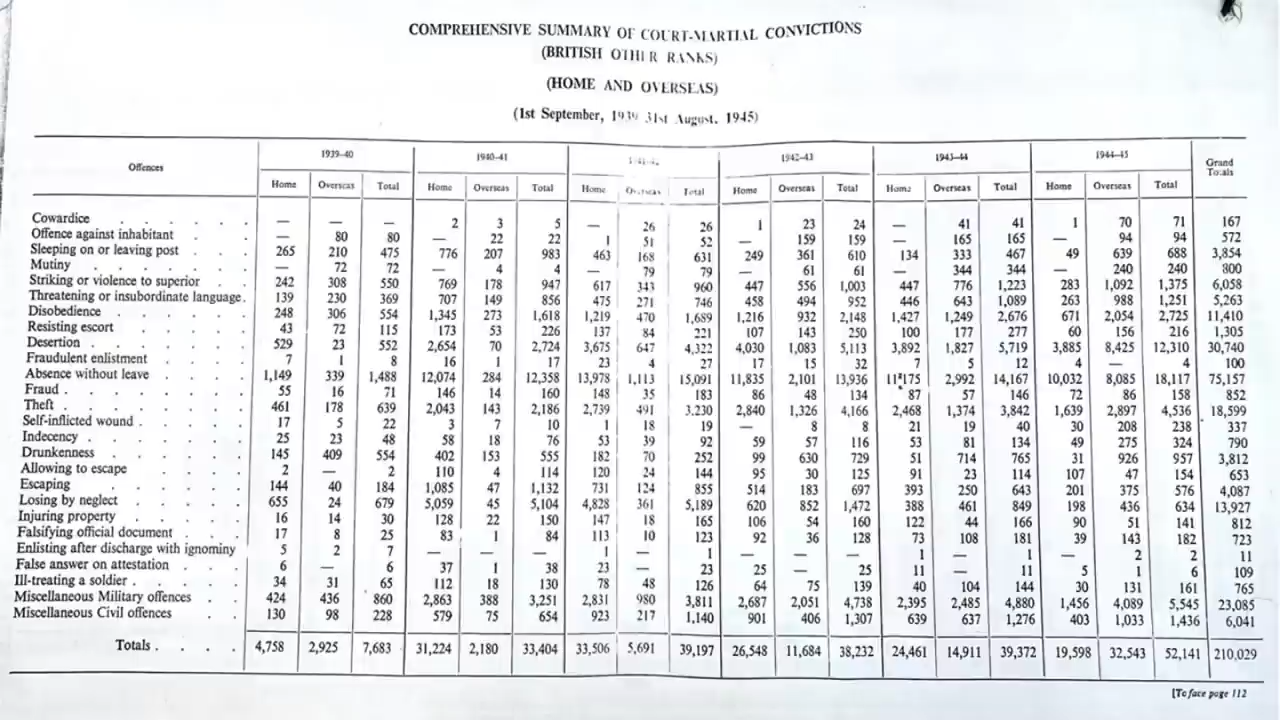 COMPREHENSIVE SUMMARY OF COURT-MARTIAL CONVICTIONS
(BRITISH OTHER RANKS)
(HOME AND OVERSEAS)
(1st September, 1939 31st August, 1945)
Offences 1939–40 1940–41 1941–42 1942–43 1943–44 1944–45 Grand Totals
Home Overseas Total Home Overseas Total Home Overseas Total Home Overseas Total Home Overseas Total Home Overseas Total
Cowardice . . . . . — — — 2 3 5 — 26 26 1 23 24 — 41 41 1 70 71 167
Offence against inhabitant . . — 80 80 — 22 22 1 51 52 — 159 159 — 165 165 — 94 94 572
Sleeping on or leaving post . . . 265 210 475 776 207 983 463 168 631 249 361 610 134 333 467 49 639 688 3,854
Mutiny . . . . . . — 72 72 — 4 4 — 79 79 — 61 61 — 344 344 — 240 240 800
Striking or violence to superior . . 242 308 550 769 178 947 617 343 960 447 556 1,003 447 776 1,223 283 1,092 1,375 6,058
Threatening or insubordinate language. 139 230 369 707 149 856 475 271 746 458 494 952 446 643 1,089 263 988 1,251 5,263
Disobedience . . . . . 248 306 554 1,345 273 1,618 1,219 470 1,689 1,216 932 2,148 1,427 1,249 2,676 671 2,054 2,725 11,410
Resisting escort . . . . . 43 72 115 173 53 226 137 84 221 107 143 250 100 177 277 60 156 216 1,305
Desertion . . . . . . 529 23 552 2,654 70 2,724 3,675 647 4,322 4,030 1,083 5,113 3,892 1,827 5,719 3,885 8,425 12,310 30,740
Fraudulent enlistment . . . . 7 1 8 16 1 17 23 4 27 17 15 32 7 5 12 4 — 4 100
Absence without leave . . . . 1,149 339 1,488 12,074 284 12,358 13,978 1,113 15,091 11,835 2,101 13,936 11,175 2,992 14,167 10,032 8,085 18,117 75,157
Fraud . . . . . . . 55 16 71 146 14 160 148 35 183 86 48 134 87 57 146 72 86 158 852
Theft . . . . . . . 461 178 639 2,043 143 2,186 2,739 491 3,230 2,840 1,326 4,166 2,468 1,374 3,842 1,639 2,897 4,536 18,599
Self-inflicted wound . . . . . 17 5 22 3 7 10 1 18 19 — 8 8 21 19 40 30 208 238 337
Indecency . . . . . . 25 23 48 58 18 76 53 39 92 59 57 116 53 81 134 49 275 324 790
Drunkenness . . . . . 145 409 554 402 153 555 182 70 252 99 630 729 51 714 765 31 926 957 3,812
Allowing to escape . . . . 2 — 2 110 4 114 120 24 144 95 30 125 91 23 114 107 47 154 653
Escaping . . . . . . 144 40 184 1,085 47 1,132 731 124 855 514 183 697 393 250 643 201 375 576 4,087
Losing by neglect . . . . 655 24 679 5,059 45 5,104 4,828 361 5,189 620 852 1,472 388 461 849 198 436 634 13,927
Injuring property . . . . . 16 14 30 128 22 150 147 18 165 106 54 160 122 44 166 90 51 141 812
Falsifying official document . . . 17 8 25 83 1 84 113 10 123 92 36 128 73 108 181 39 143 182 723
Enlisting after discharge with ignominy 5 2 7 — — — 1 — 1 — — — 1 — 1 — 2 2 11
False answer on attestation . . . 6 — 6 37 1 38 23 — 23 25 — 25 11 — 11 5 1 6 109
Ill-treating a soldier . . . . . 34 31 65 112 18 130 78 48 126 64 75 139 40 104 144 30 131 161 765
Miscellaneous Military offences . . 424 436 860 2,863 388 3,251 2,831 980 3,811 2,687 2,051 4,738 2,395 2,485 4,880 1,456 4,089 5,545 23,085
Miscellaneous Civil offences . . . 130 98 228 579 75 654 923 217 1,140 901 406 1,307 639 637 1,276 403 1,033 1,436 6,041
Totals . . . . 4,758 2,925 7,683 31,224 2,180 33,404 33,506 5,691 39,197 26,548 11,684 38,232 24,461 14,911 39,372 19,598 32,543 52,141 210,029
[To face page 112